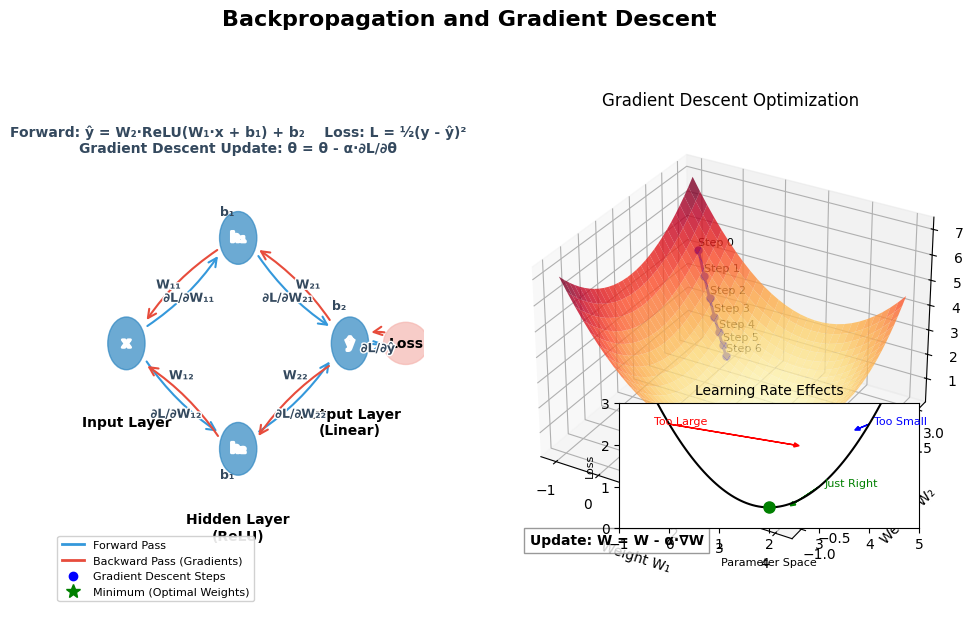 Backpropagation and Gradient Descent
Forward: ŷ = W₂·ReLU(W₁·x + b₁) + b₂    Loss: L = ½(y - ŷ)²
Gradient Descent Update: θ = θ - α·∂L/∂θ
b₁
W₁₁
∂L/∂W₁₁
W₂₁
∂L/∂W₂₁
b₂
x
ŷ
∂L/∂ŷ
Loss
W₁₂
∂L/∂W₁₂
W₂₂
∂L/∂W₂₂
Input Layer
(Linear)
b₁
Hidden Layer
(ReLU)
Forward Pass
Backward Pass (Gradients)
Gradient Descent Steps
Minimum (Optimal Weights)
Gradient Descent Optimization
Step 0
Step 1
Step 2
Step 3
Step 4
Step 5
Step 6
7
6
5
4
3
2
1
3.0
-0.5
-1.0
−1
0
Weight W₁
Learning Rate Effects
Too Large
Too Small
Just Right
Loss
3
2
1
0
−1
0
1
2
3
4
5
3
4
Parameter Space
Update: W = W - α·∇W